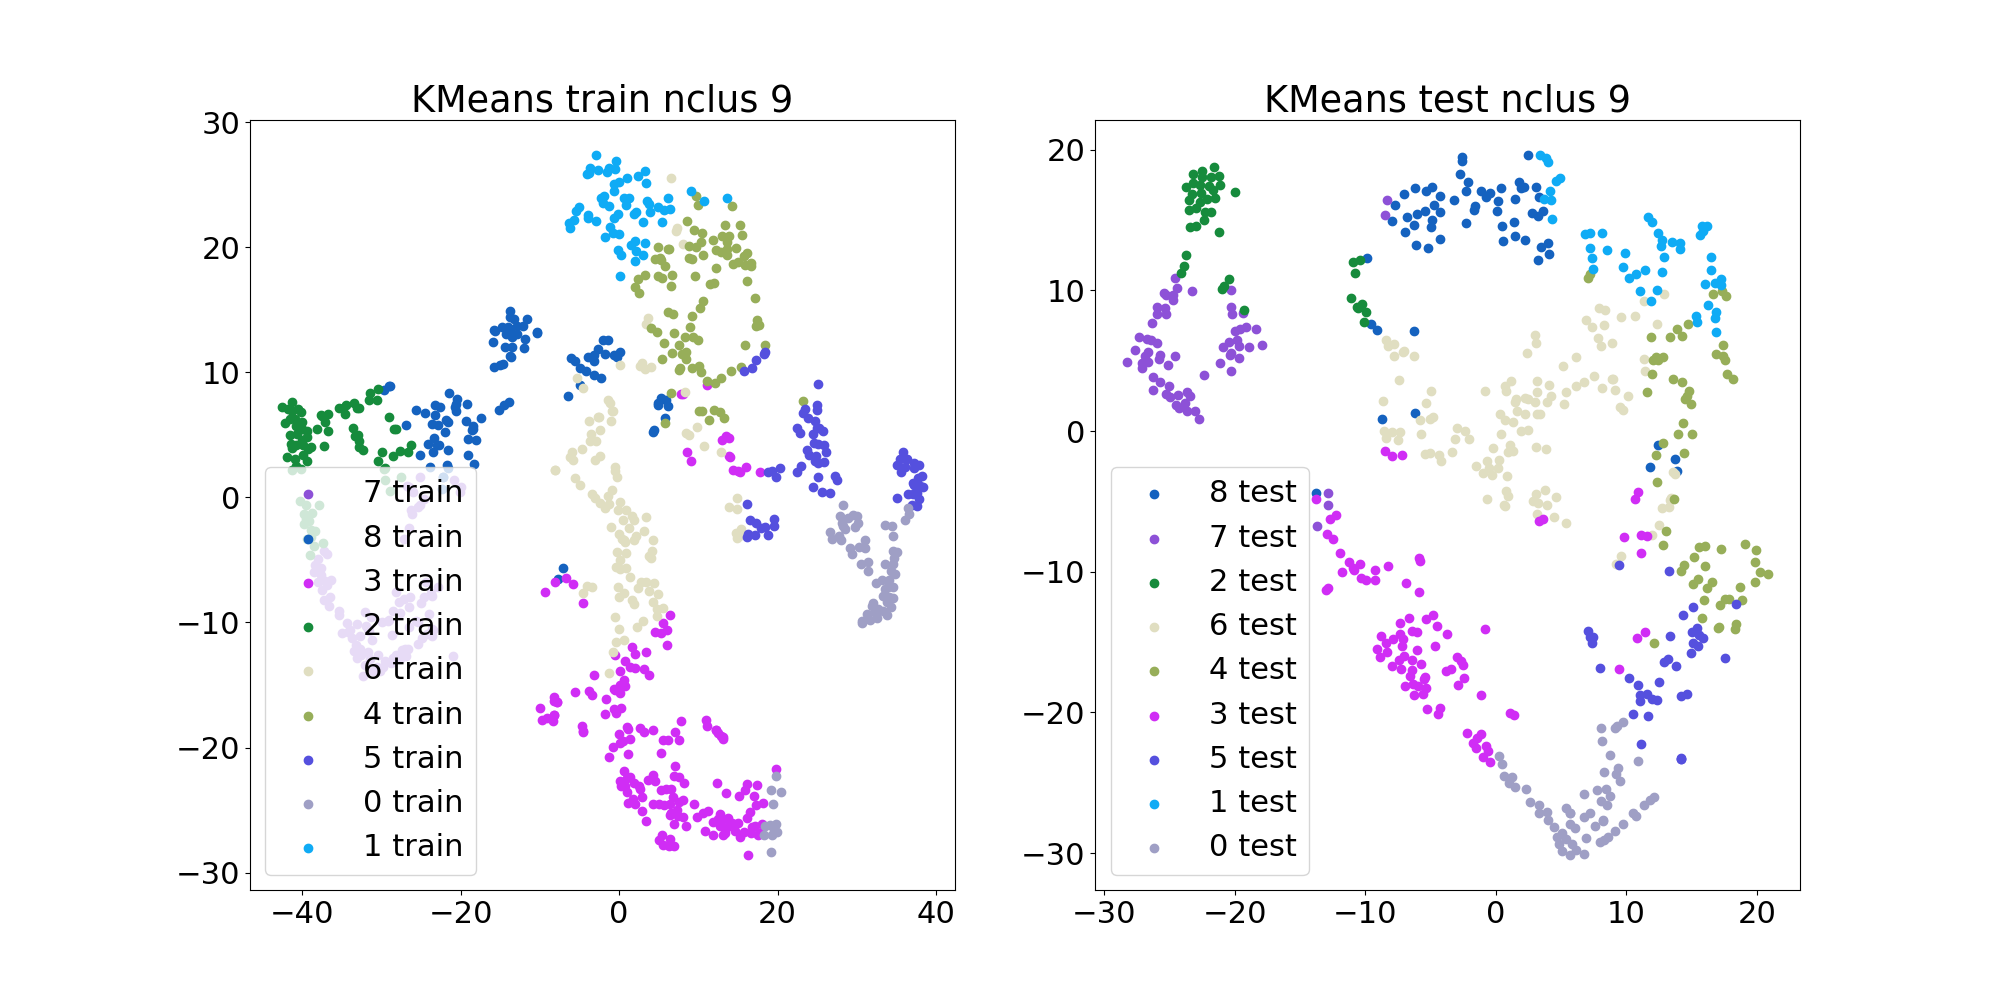 KMeans train nclus 9
30
20
10
0
−10
−20
−30
−40
−20
0
20
40
7 train
8 train
3 train
2 train
6 train
4 train
5 train
0 train
1 train
KMeans test nclus 9
20
10
0
−10
−20
−30
−30
−20
−10
0
10
20
8 test
7 test
2 test
6 test
4 test
3 test
5 test
1 test
0 test